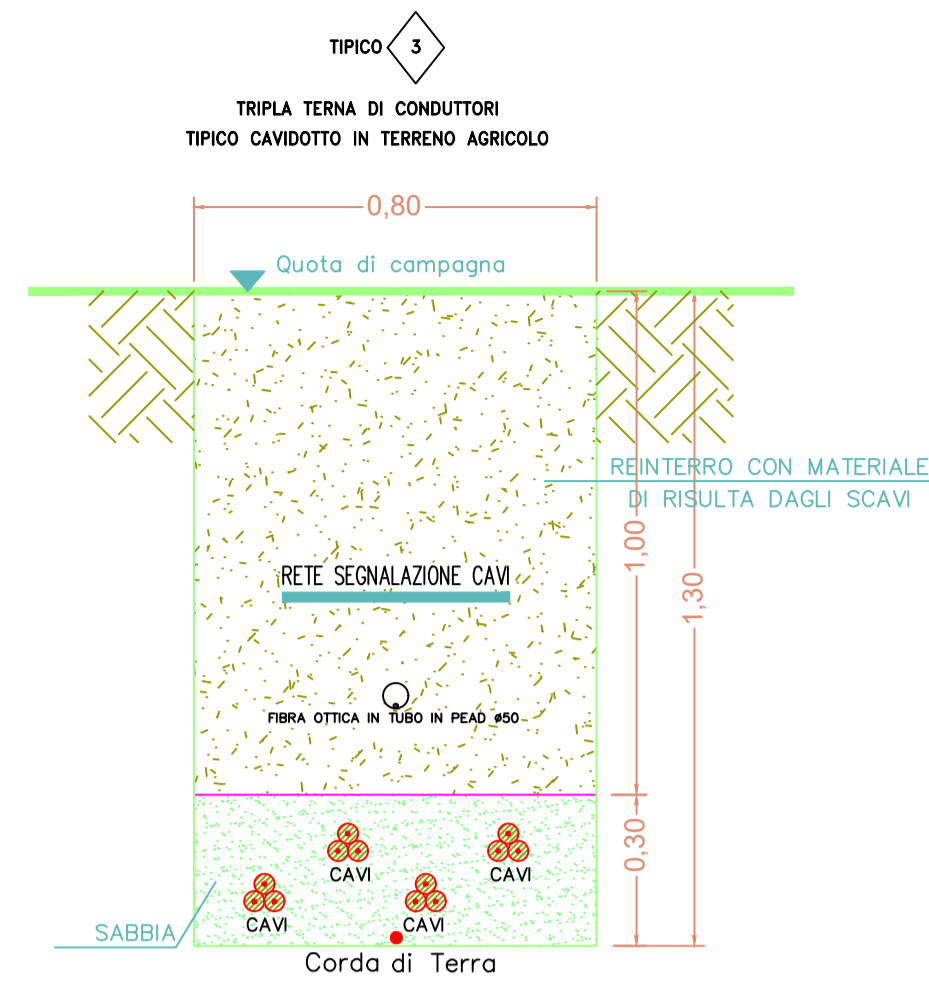 TIPICO 3
TRIPLA TERNA DI CONDUTTORI
TIPICO CAVIDOTTO IN TERRENO AGRICOLO
0,80
Quota di campagna
REINTERRO CON MATERIALE
DI RISULTA DAGLI SCAVI
1,00
1,30
RETE SEGNALAZIONE CAVI
FIBRA OTTICA IN TUBO IN PEAD ø50
0,30
CAVI
CAVI
CAVI
CAVI
SABBIA
Corda di Terra